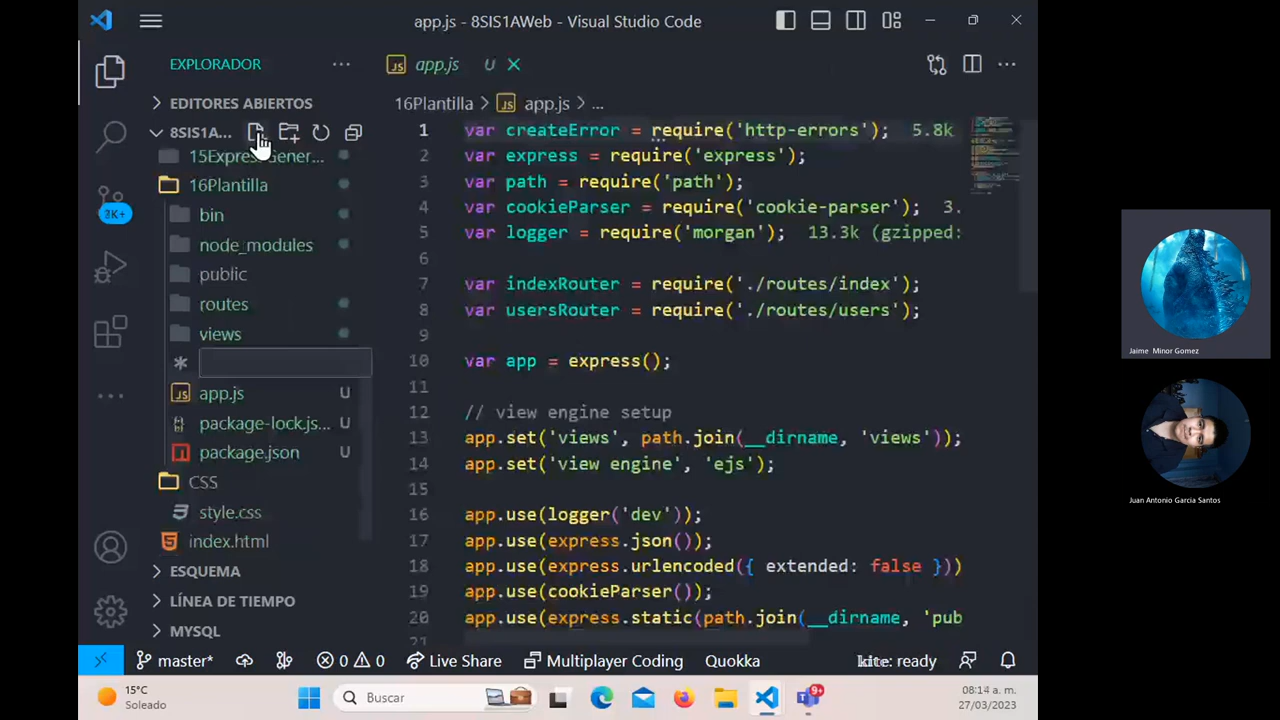 app.js - 8SIS1AWeb - Visual Studio Code
EXPLORADOR
app.js U
EDITORES ABIERTOS
16Plantilla > app.js > ...
8SIS1A...
15ExpressGener...
16Plantilla
bin
node_modules
public
routes
views
app.js U
package-lock.js... U
package.json U
CSS
style.css
index.html
ESQUEMA
LÍNEA DE TIEMPO
MYSQL
3K+
1 var createError = require('http-errors'); 5.8k
2 var express = require('express');
3 var path = require('path');
4 var cookieParser = require('cookie-parser'); 3.
5 var logger = require('morgan'); 13.3k (gzipped:
6
7 var indexRouter = require('./routes/index');
8 var usersRouter = require('./routes/users');
9
10 var app = express();
11
12 // view engine setup
13 app.set('views', path.join(__dirname, 'views'));
14 app.set('view engine', 'ejs');
15
16 app.use(logger('dev'));
17 app.use(express.json());
18 app.use(express.urlencoded({ extended: false }))
19 app.use(cookieParser());
20 app.use(express.static(path.join(__dirname, 'pub
21
master* 0 0 Live Share Multiplayer Coding Quokka kite: ready
15°C
Soleado
Buscar
9+
08:14 a. m.
27/03/2023
Jaime Minor Gomez
Juan Antonio Garcia Santos